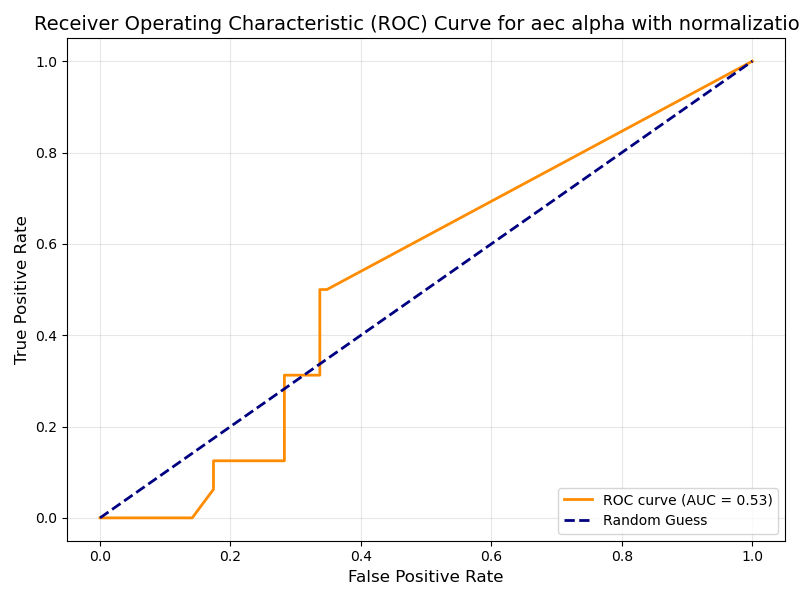 Receiver Operating Characteristic (ROC) Curve for aec alpha with normalizatio
1.0
0.8
0.6
0.4
0.2
0.0
True Positive Rate
0.0 0.2 0.4 0.6 0.8 1.0
False Positive Rate
ROC curve (AUC = 0.53)
Random Guess